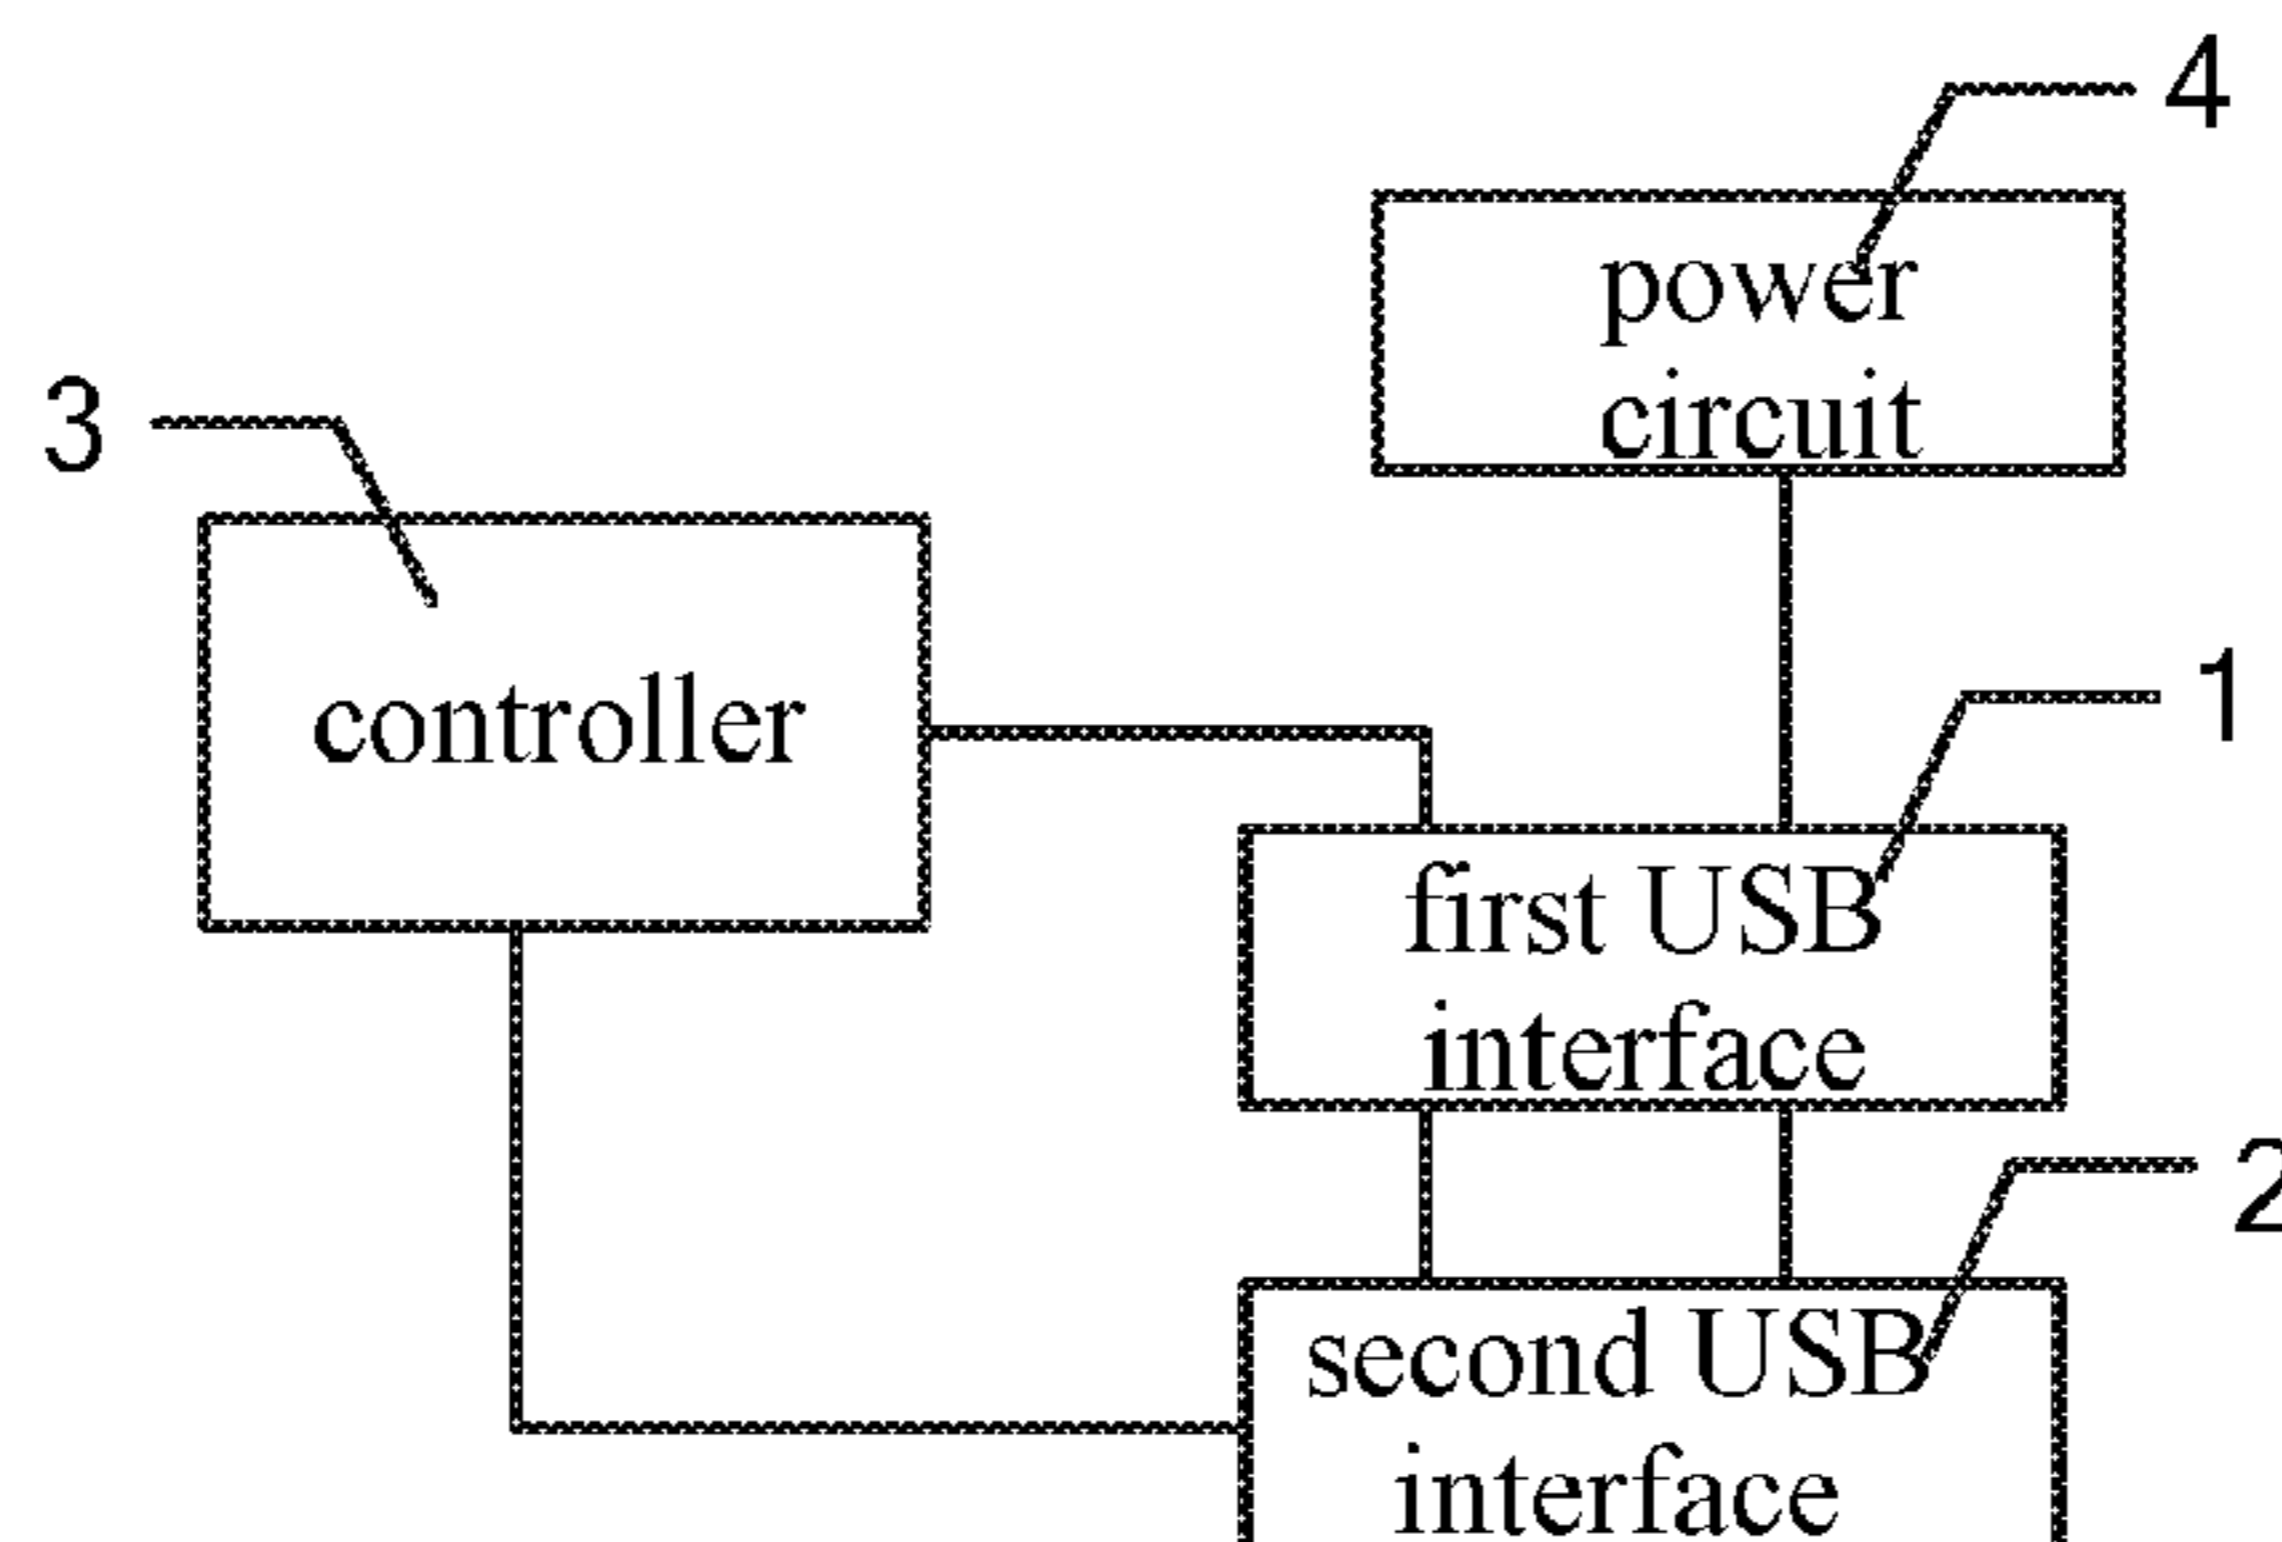 4
power
circuit
3
controller
1
first USB
interface
2
second USB
interface